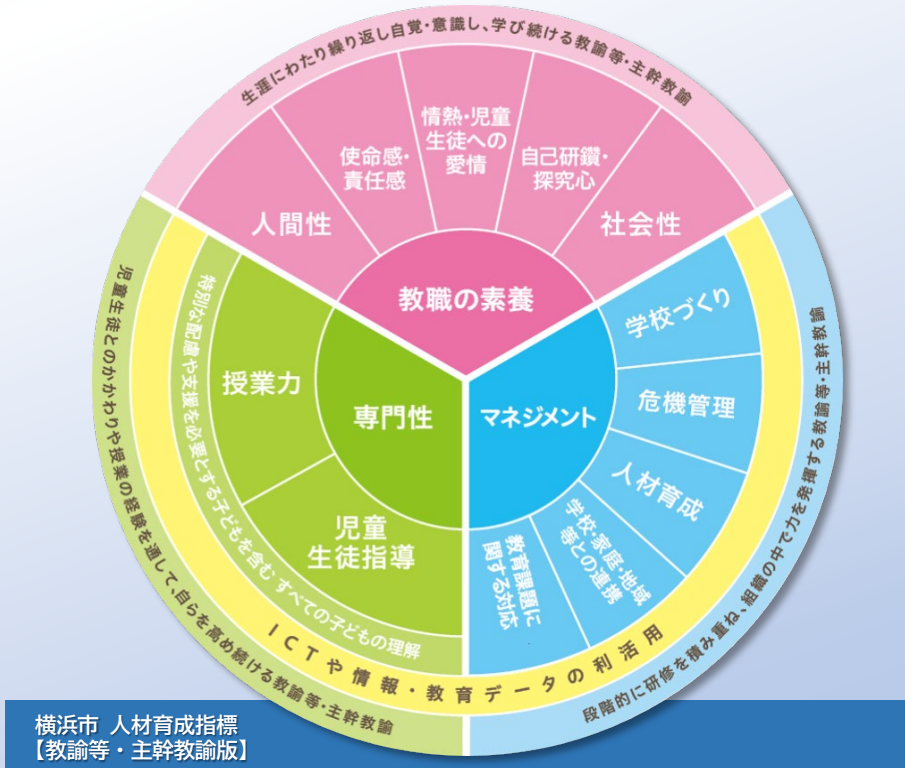 生涯にわたり繰り返し自覚・意識し、学び続ける教諭等・主幹教諭
人間性
使命感・
責任感
情熱・児童
生徒への
愛情
自己研鑽・
探究心
社会性
教職の素養
専門性
マネジメント
授業力
児童
生徒指導
特別な配慮や支援を必要とする子どもを含む すべての子どもの理解
学校づくり
危機管理
人材育成
学校・家庭・地域
等との連携
教育課題に
関する対応
ICTや情報・教育データの利活用
児童生徒とのかかわりや授業の経験を通して、自らを高め続ける教諭等・主幹教諭
段階的に研修を積み重ね、組織の中で力を発揮する教諭等・主幹教諭
横浜市 人材育成指標
【教諭等・主幹教諭版】